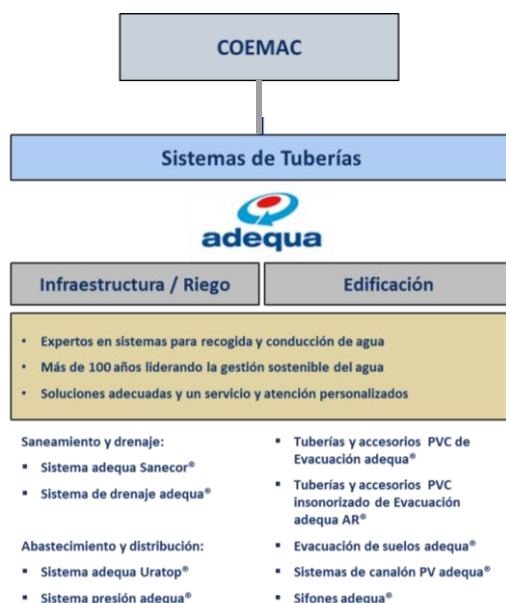 COEMAC
Sistemas de Tuberías
adequa
Infraestructura / Riego
Edificación
• Expertos en sistemas para recogida y conducción de agua
• Más de 100 años liderando la gestión sostenible del agua
• Soluciones adecuadas y un servicio y atención personalizados
Saneamiento y drenaje:
▪ Sistema adequa Sanecor®
▪ Sistema de drenaje adequa®
Abastecimiento y distribución:
▪ Sistema adequa Uratop®
▪ Sistema presión adequa®
▪ Tuberías y accesorios PVC de
Evacuación adequa®
▪ Tuberías y accesorios PVC
insonorizado de Evacuación
adequa AR®
▪ Evacuación de suelos adequa®
▪ Sistemas de canalón PV adequa®
▪ Sifones adequa®